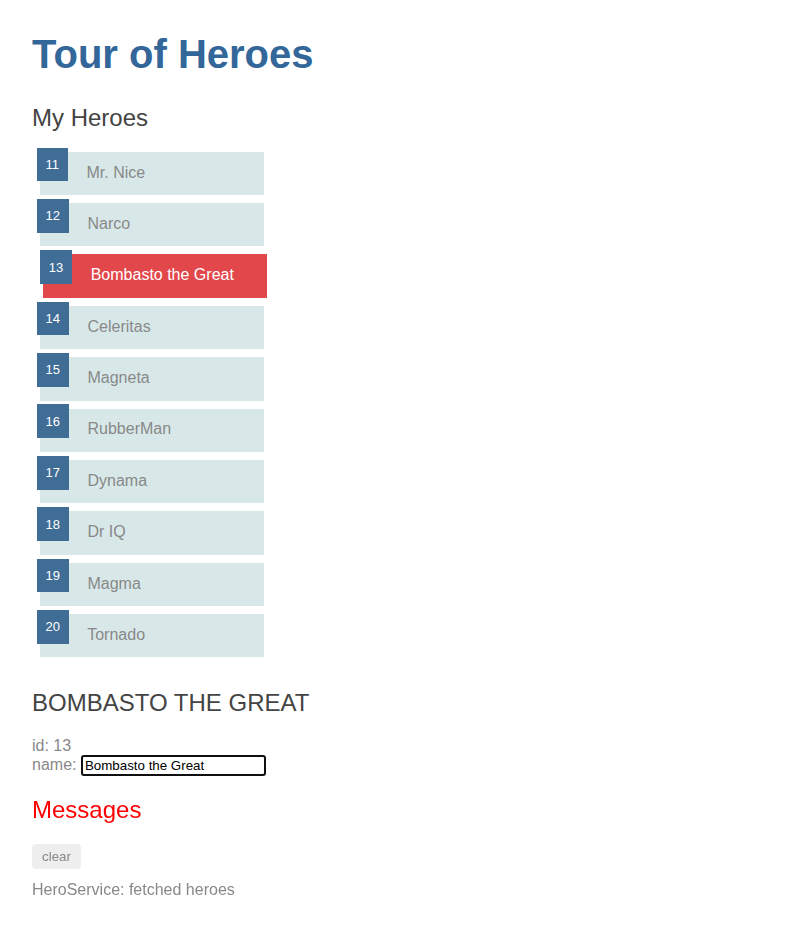 Tour of Heroes
My Heroes
11 Mr. Nice
12 Narco
13 Bombasto the Great
14 Celeritas
15 Magneta
16 RubberMan
17 Dynama
18 Dr IQ
19 Magma
20 Tornado
BOMBASTO THE GREAT
id: 13
name: Bombasto the Great
Messages
clear
HeroService: fetched heroes